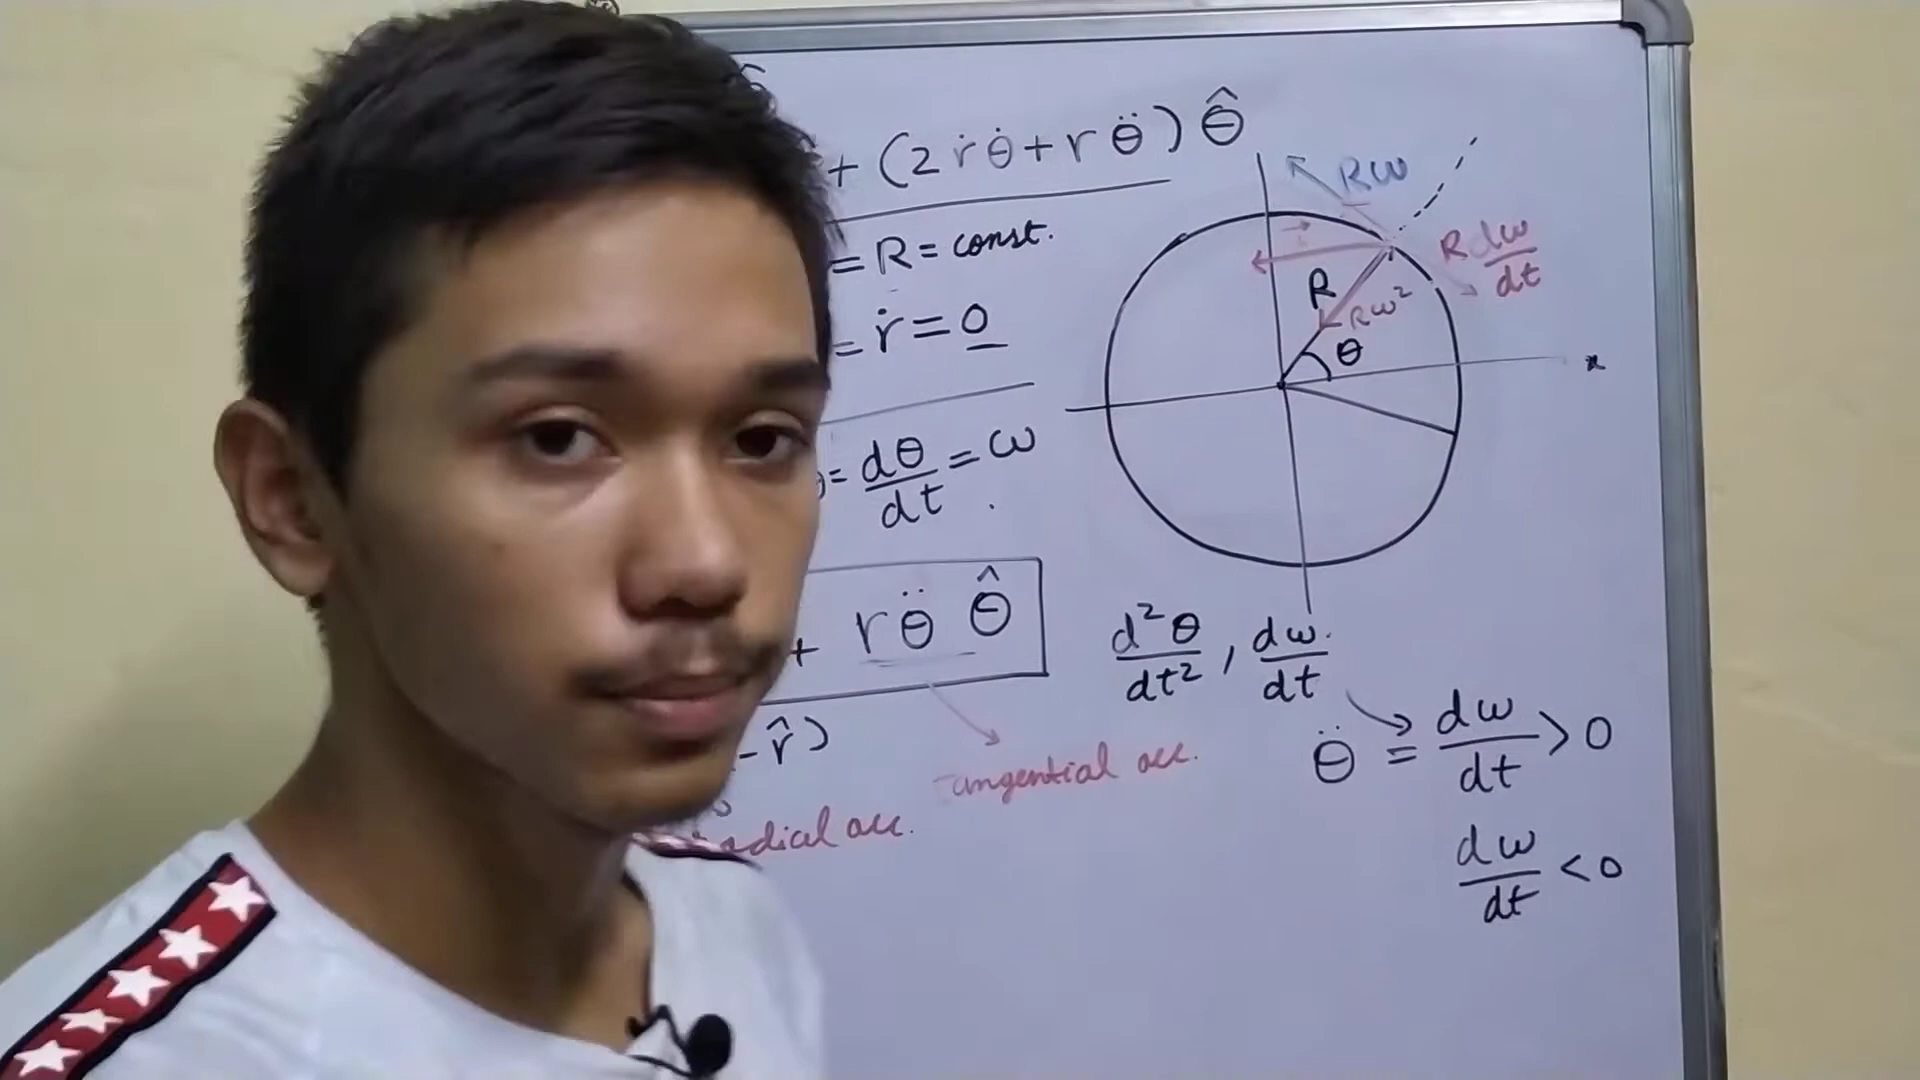 + (2ṙθ̇ + rθ̈) θ̂
= R = const.
= ṙ = 0
= dθ/dt = ω
+ rθ̈ θ̂
-r̂)
tangential acc.
radial acc.
Rω
R dω/dt
R
Rω²
θ
x
d²θ/dt² , dω/dt
θ̈ = dω/dt > 0
dω/dt < 0